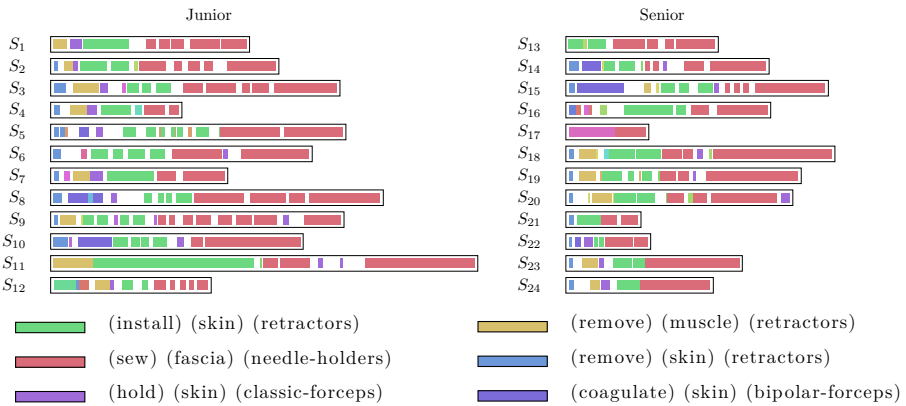 Junior Senior
S1 S13
S2 S14
S3 S15
S4 S16
S5 S17
S6 S18
S7 S19
S8 S20
S9 S21
S10 S22
S11 S23
S12 S24
(install) (skin) (retractors) (remove) (muscle) (retractors)
(sew) (fascia) (needle-holders) (remove) (skin) (retractors)
(hold) (skin) (classic-forceps) (coagulate) (skin) (bipolar-forceps)